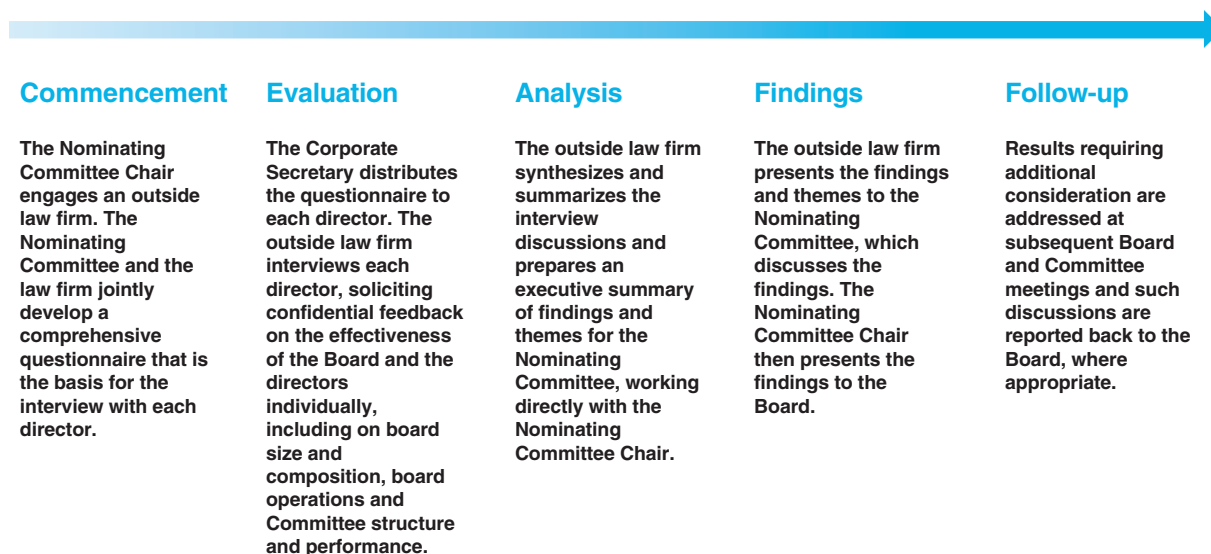 Commencement
The Nominating
Committee Chair
engages an outside
law firm. The
Nominating
Committee and the
law firm jointly
develop a
comprehensive
questionnaire that is
the basis for the
interview with each
director.
Evaluation
The Corporate
Secretary distributes
the questionnaire to
each director. The
outside law firm
interviews each
director, soliciting
confidential feedback
on the effectiveness
of the Board and the
directors
individually,
including on board
size and
composition, board
operations and
Committee structure
and performance.
Analysis
The outside law firm
synthesizes and
summarizes the
interview
discussions and
prepares an
executive summary
of findings and
themes for the
Nominating
Committee, working
directly with the
Nominating
Committee Chair.
Findings
The outside law firm
presents the findings
and themes to the
Nominating
Committee, which
discusses the
findings. The
Nominating
Committee Chair
then presents the
findings to the
Board.
Follow-up
Results requiring
additional
consideration are
addressed at
subsequent Board
and Committee
meetings and such
discussions are
reported back to the
Board, where
appropriate.